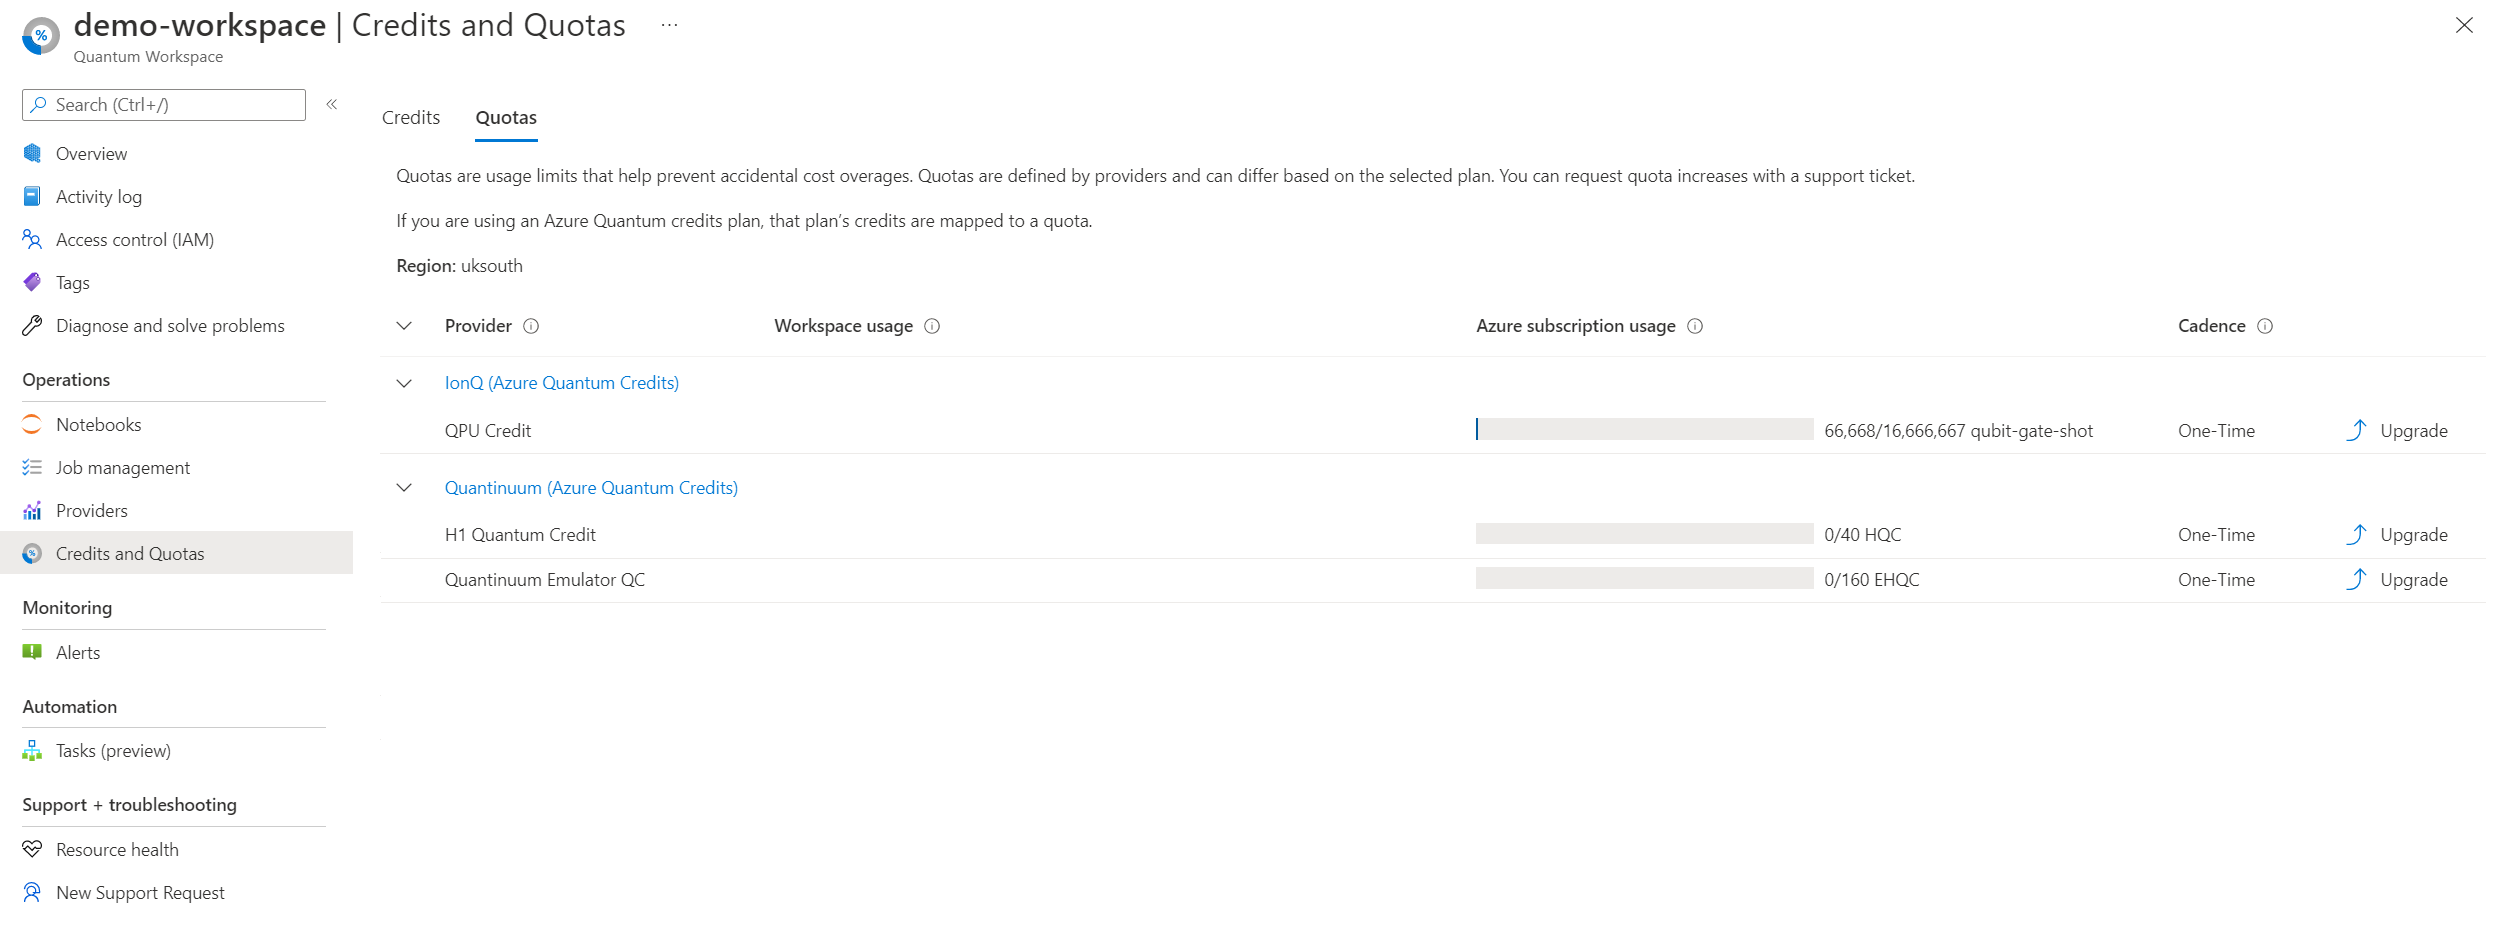 demo-workspace | Credits and Quotas ...
Quantum Workspace
Search (Ctrl+/)
Overview
Activity log
Access control (IAM)
Tags
Diagnose and solve problems
Operations
Notebooks
Job management
Providers
Credits and Quotas
Monitoring
Alerts
Automation
Tasks (preview)
Support + troubleshooting
Resource health
New Support Request
Credits Quotas
Quotas are usage limits that help prevent accidental cost overages. Quotas are defined by providers and can differ based on the selected plan. You can request quota increases with a support ticket.
If you are using an Azure Quantum credits plan, that plan’s credits are mapped to a quota.
Region: uksouth
Provider Workspace usage Azure subscription usage Cadence
IonQ (Azure Quantum Credits)
QPU Credit 66,668/16,666,667 qubit-gate-shot One-Time Upgrade
Quantinuum (Azure Quantum Credits)
H1 Quantum Credit 0/40 HQC One-Time Upgrade
Quantinuum Emulator QC 0/160 EHQC One-Time Upgrade